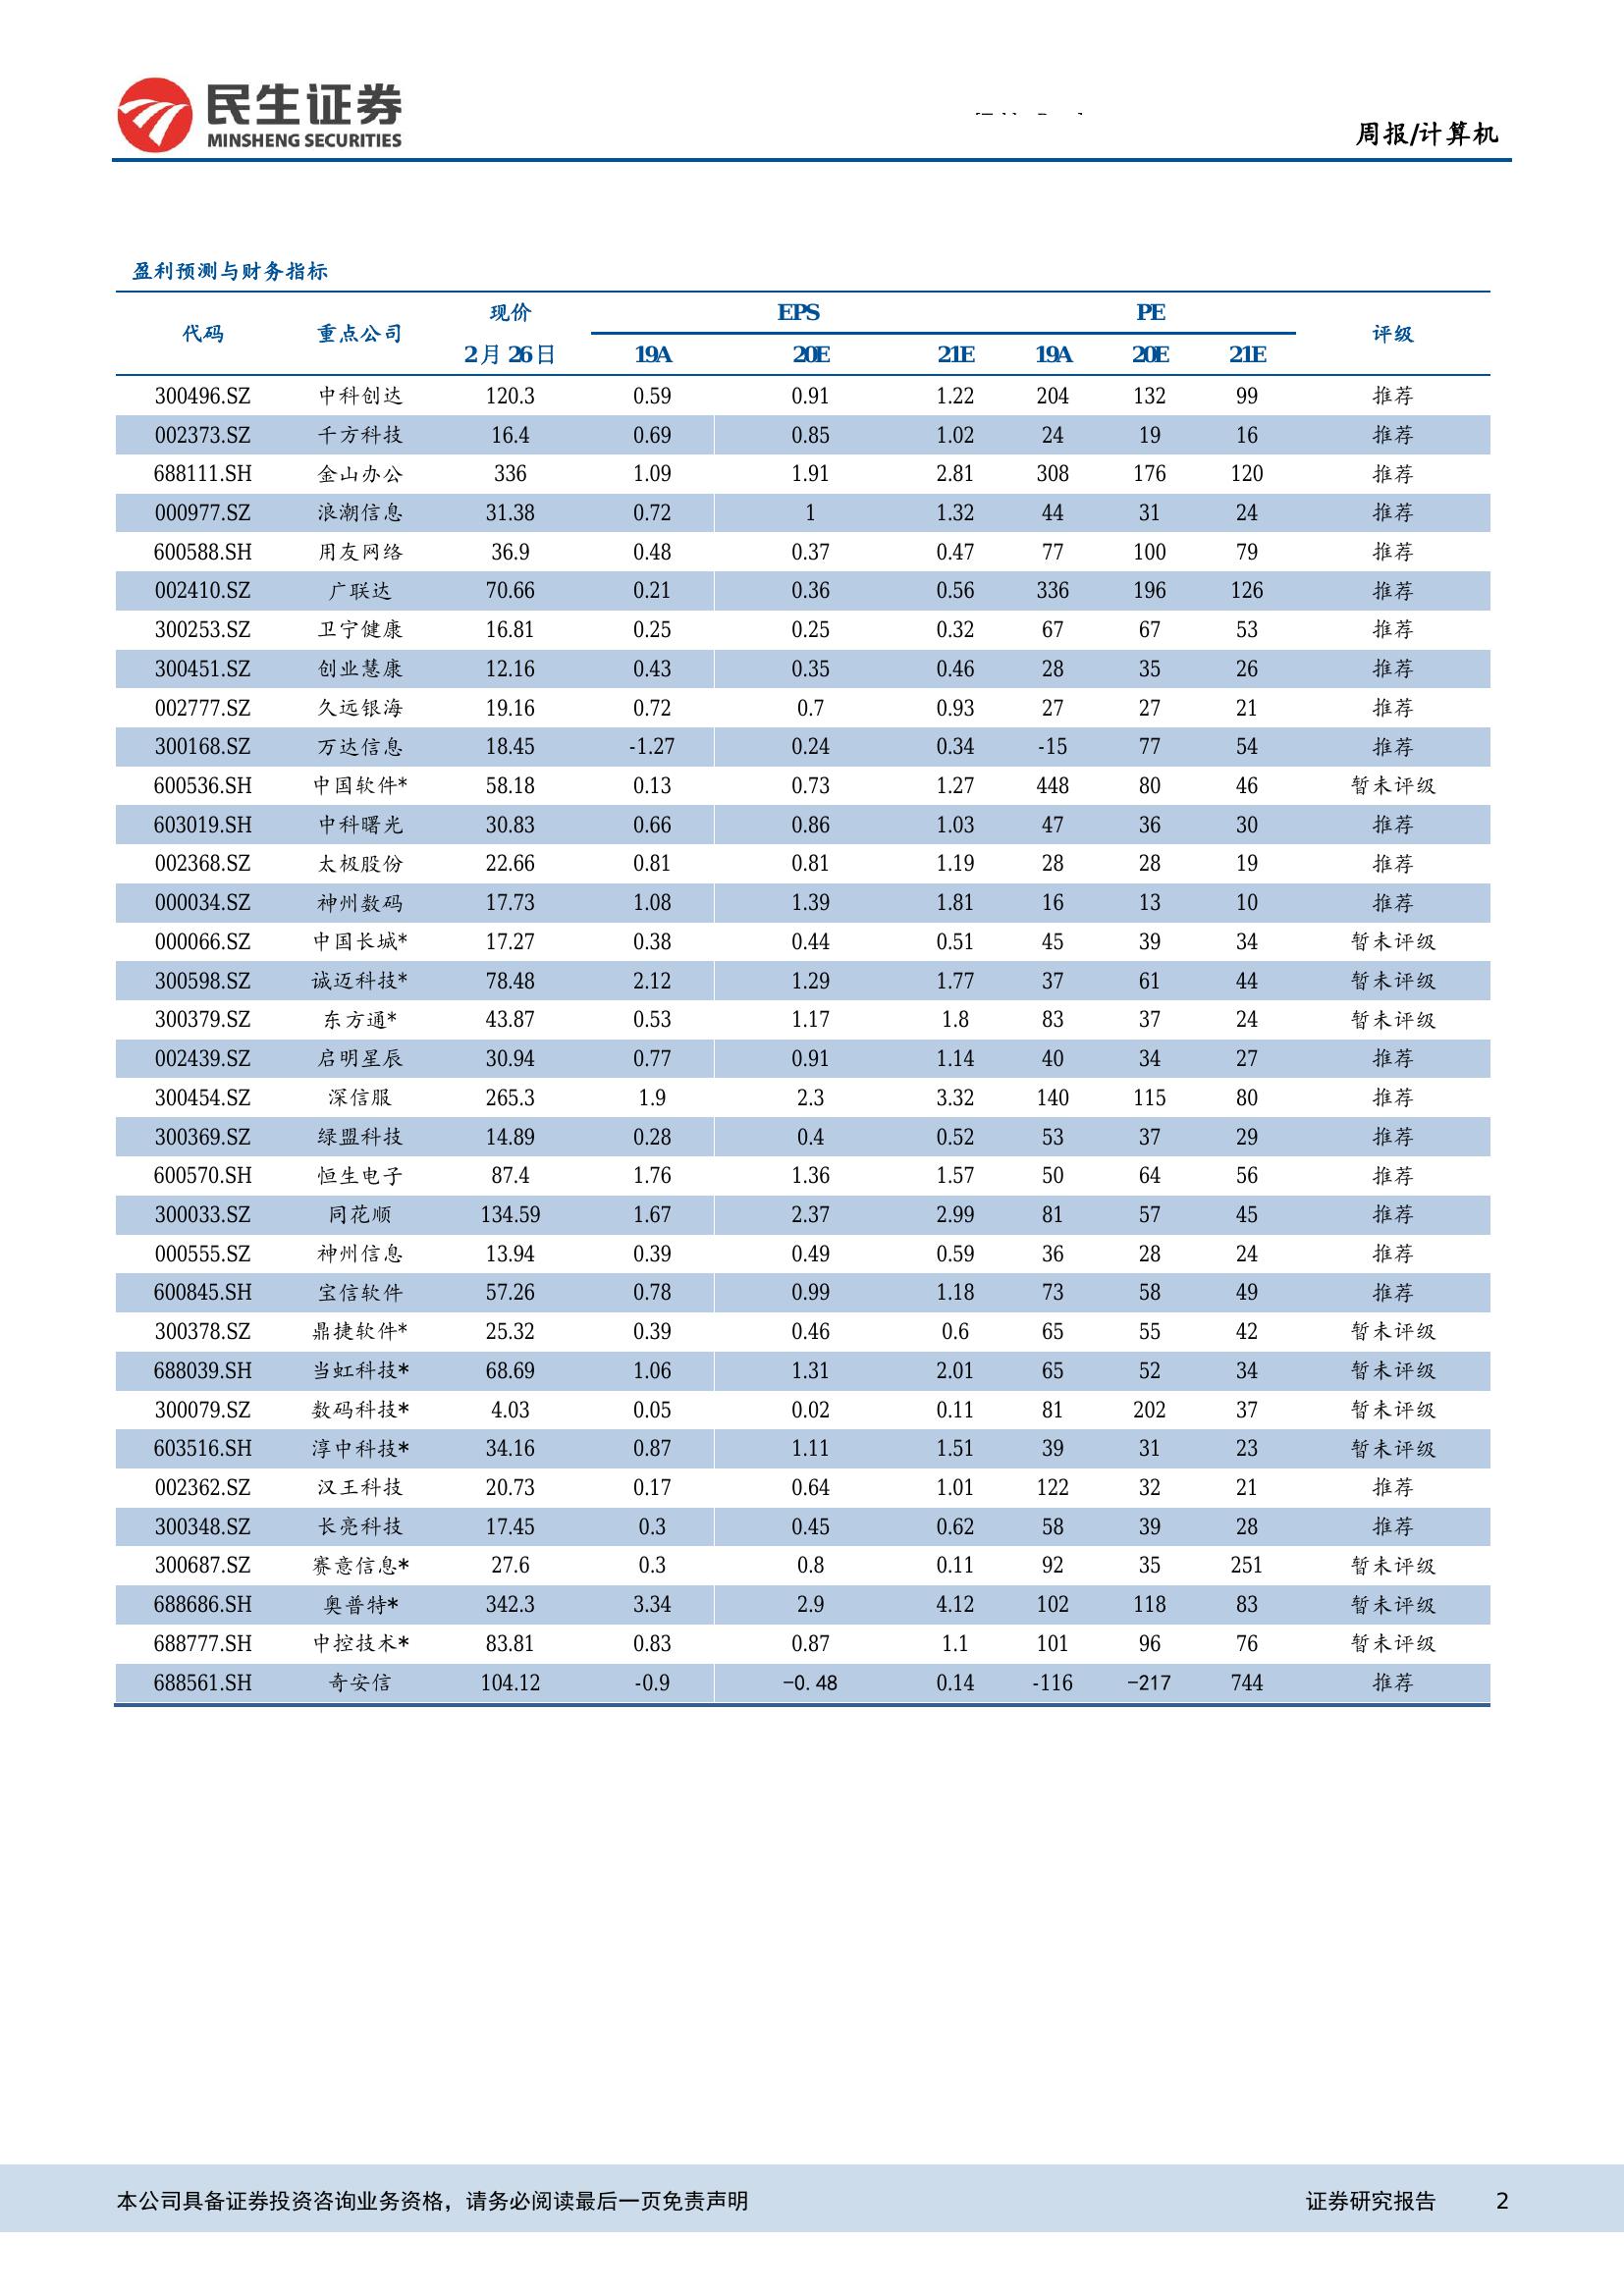 民生证券
MINSHENG SECURITIES
周报/计算机
盈利预测与财务指标
代码 重点公司 现价 EPS PE 评级
2 月 26 日 19A 20E 21E 19A 20E 21E
300496.SZ 中科创达 120.3 0.59 0.91 1.22 204 132 99 推荐
002373.SZ 千方科技 16.4 0.69 0.85 1.02 24 19 16 推荐
688111.SH 金山办公 336 1.09 1.91 2.81 308 176 120 推荐
000977.SZ 浪潮信息 31.38 0.72 1 1.32 44 31 24 推荐
600588.SH 用友网络 36.9 0.48 0.37 0.47 77 100 79 推荐
002410.SZ 广联达 70.66 0.21 0.36 0.56 336 196 126 推荐
300253.SZ 卫宁健康 16.81 0.25 0.25 0.32 67 67 53 推荐
300451.SZ 创业慧康 12.16 0.43 0.35 0.46 28 35 26 推荐
002777.SZ 久远银海 19.16 0.72 0.7 0.93 27 27 21 推荐
300168.SZ 万达信息 18.45 -1.27 0.24 0.34 -15 77 54 推荐
600536.SH 中国软件* 58.18 0.13 0.73 1.27 448 80 46 暂未评级
603019.SH 中科曙光 30.83 0.66 0.86 1.03 47 36 30 推荐
002368.SZ 太极股份 22.66 0.81 0.81 1.19 28 28 19 推荐
000034.SZ 神州数码 17.73 1.08 1.39 1.81 16 13 10 推荐
000066.SZ 中国长城* 17.27 0.38 0.44 0.51 45 39 34 暂未评级
300598.SZ 诚迈科技* 78.48 2.12 1.29 1.77 37 61 44 暂未评级
300379.SZ 东方通* 43.87 0.53 1.17 1.8 83 37 24 暂未评级
002439.SZ 启明星辰 30.94 0.77 0.91 1.14 40 34 27 推荐
300454.SZ 深信服 265.3 1.9 2.3 3.32 140 115 80 推荐
300369.SZ 绿盟科技 14.89 0.28 0.4 0.52 53 37 29 推荐
600570.SH 恒生电子 87.4 1.76 1.36 1.57 50 64 56 推荐
300033.SZ 同花顺 134.59 1.67 2.37 2.99 81 57 45 推荐
000555.SZ 神州信息 13.94 0.39 0.49 0.59 36 28 24 推荐
600845.SH 宝信软件 57.26 0.78 0.99 1.18 73 58 49 推荐
300378.SZ 鼎捷软件* 25.32 0.39 0.46 0.6 65 55 42 暂未评级
688039.SH 当虹科技* 68.69 1.06 1.31 2.01 65 52 34 暂未评级
300079.SZ 数码科技* 4.03 0.05 0.02 0.11 81 202 37 暂未评级
603516.SH 淳中科技* 34.16 0.87 1.11 1.51 39 31 23 暂未评级
002362.SZ 汉王科技 20.73 0.17 0.64 1.01 122 32 21 推荐
300348.SZ 长亮科技 17.45 0.3 0.45 0.62 58 39 28 推荐
300687.SZ 赛意信息* 27.6 0.3 0.8 0.11 92 35 251 暂未评级
688686.SH 奥普特* 342.3 3.34 2.9 4.12 102 118 83 暂未评级
688777.SH 中控技术* 83.81 0.83 0.87 1.1 101 96 76 暂未评级
688561.SH 奇安信 104.12 -0.9 -0.48 0.14 -116 -217 744 推荐
本公司具备证券投资咨询业务资格，请务必阅读最后一页免责声明 证券研究报告 2